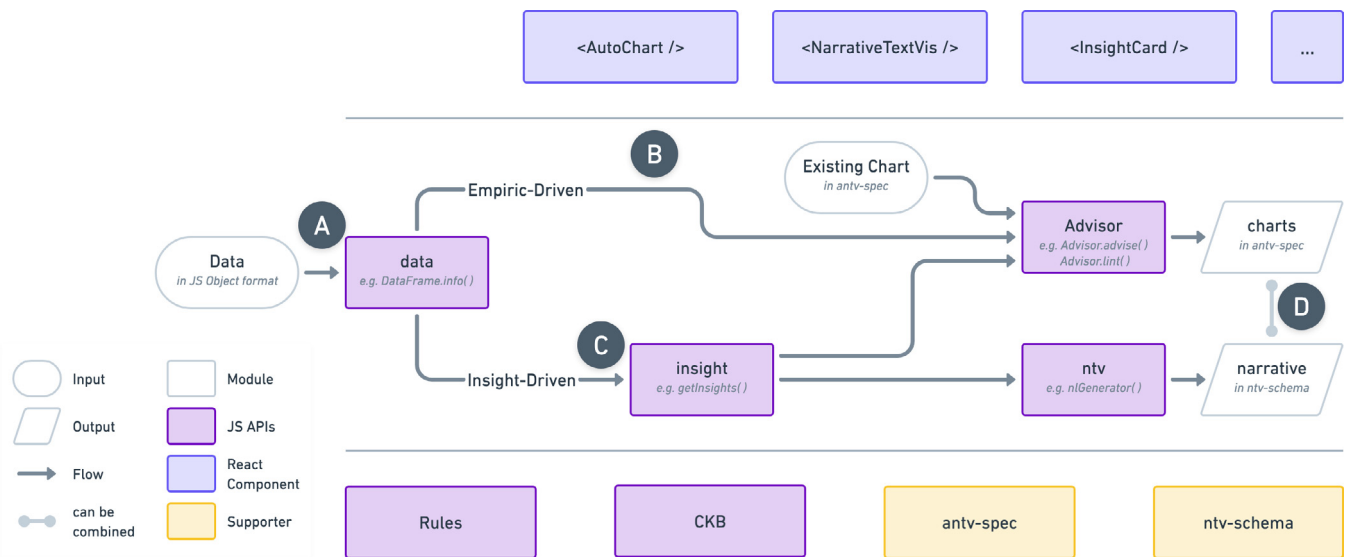 <AutoChart />
<NarrativeTextVis />
<InsightCard />
...
B
Existing Chart
in antv-spec
Empiric-Driven
A
Advisor
e.g. Advisor.advise( )
Advisor.lint( )
charts
in antv-spec
Data
in JS Object format
data
e.g. DataFrame.info( )
D
C
Insight-Driven
insight
e.g. getInsights( )
ntv
e.g. nlGenerator( )
narrative
in ntv-schema
Input
Module
Output
JS APIs
Flow
React
Component
can be
combined
Supporter
Rules
CKB
antv-spec
ntv-schema